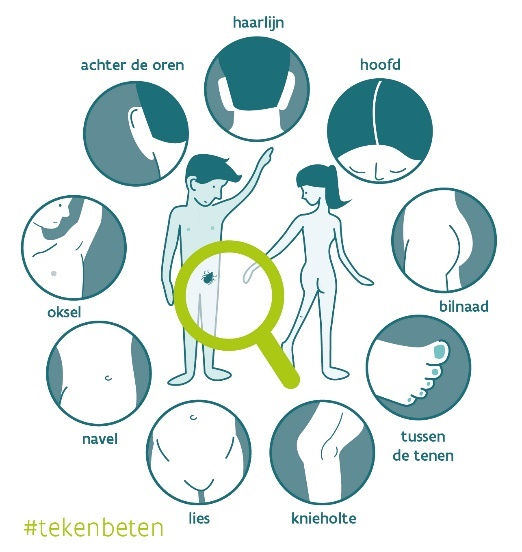 haarlijn
achter de oren
hoofd
oksel
bilnaad
navel
tussen
de tenen
lies
knieholte
#tekenbeten